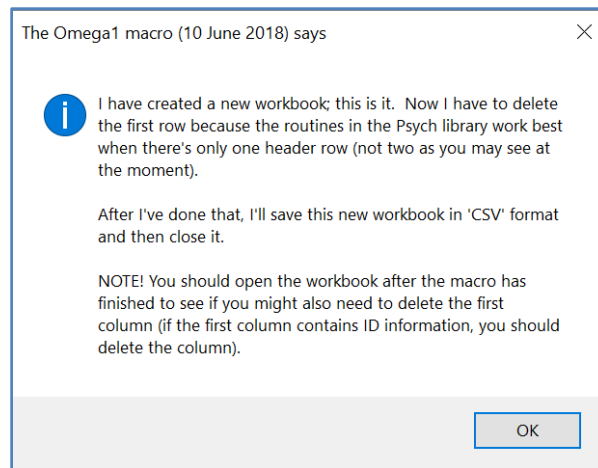 The Omega1 macro (10 June 2018) says
I have created a new workbook; this is it.  Now I have to delete
the first row because the routines in the Psych library work best
when there's only one header row (not two as you may see at
the moment).
After I've done that, I'll save this new workbook in 'CSV' format
and then close it.
NOTE! You should open the workbook after the macro has
finished to see if you might also need to delete the first
column (if the first column contains ID information, you should
delete the column).
OK